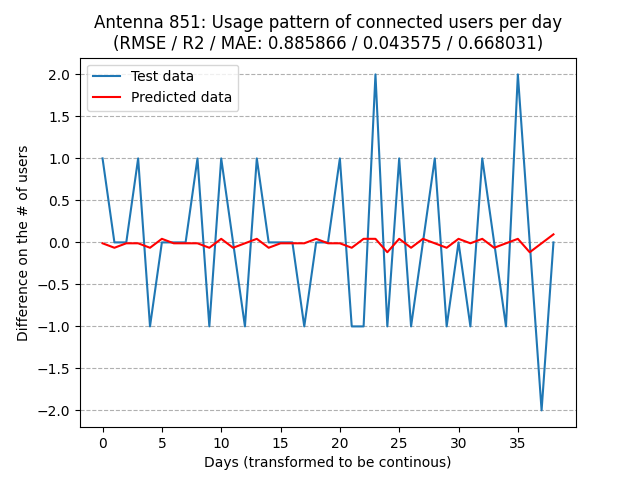 Antenna 851: Usage pattern of connected users per day
(RMSE / R2 / MAE: 0.885866 / 0.043575 / 0.668031)
Test data
Predicted data
Difference on the # of users
2.0
1.5
1.0
0.5
0.0
−0.5
−1.0
−1.5
−2.0
0 5 10 15 20 25 30 35
Days (transformed to be continous)